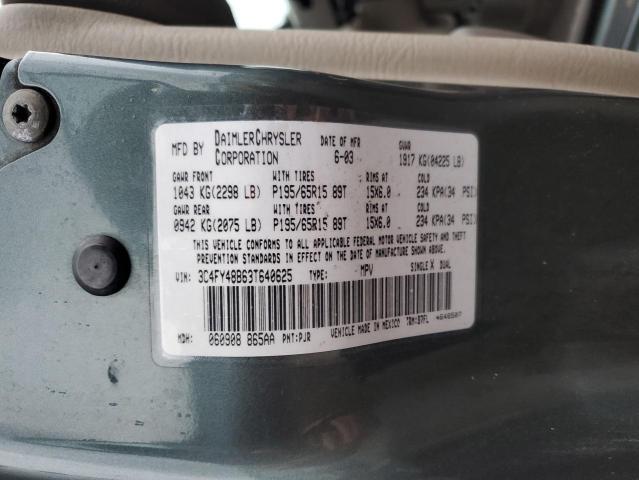 MFD BY DAIMLERCHRYSLER CORPORATION DATE OF MFR 6-03 GVWR 1917 KG(04225 LB)
GAWR FRONT WITH TIRES RIMS AT COLD
1043 KG(2298 LB) P195/65R15 89T 15X6.0 234 KPA(34 PSI)
GAWR REAR WITH TIRES RIMS AT COLD
0942 KG(2075 LB) P195/65R15 89T 15X6.0 234 KPA(34 PSI)
THIS VEHICLE CONFORMS TO ALL APPLICABLE FEDERAL MOTOR VEHICLE SAFETY AND THEFT
PREVENTION STANDARDS IN EFFECT ON THE DATE OF MANUFACTURE SHOWN ABOVE.
VIN: 3C4FY48B63T640625 TYPE: MPV SINGLE X DUAL
MDH: 060908 865AA PNT:PJR VEHICLE MADE IN MEXICO TRM:B7FL 4648507